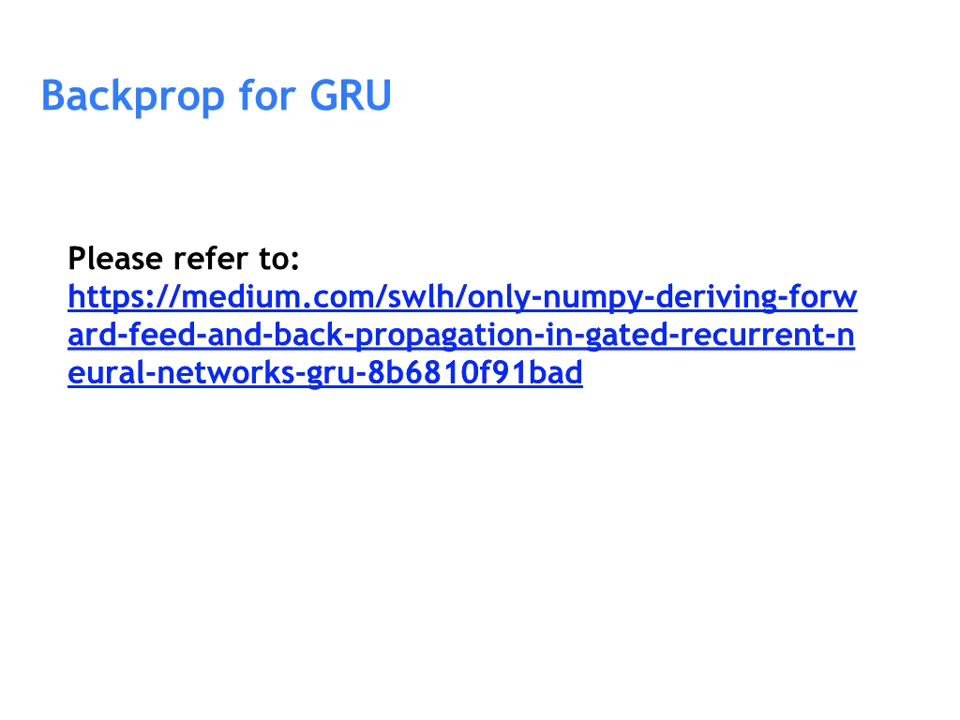 Backprop for GRU
Please refer to:
https://medium.com/swlh/only-numpy-deriving-forw
ard-feed-and-back-propagation-in-gated-recurrent-n
eural-networks-gru-8b6810f91bad